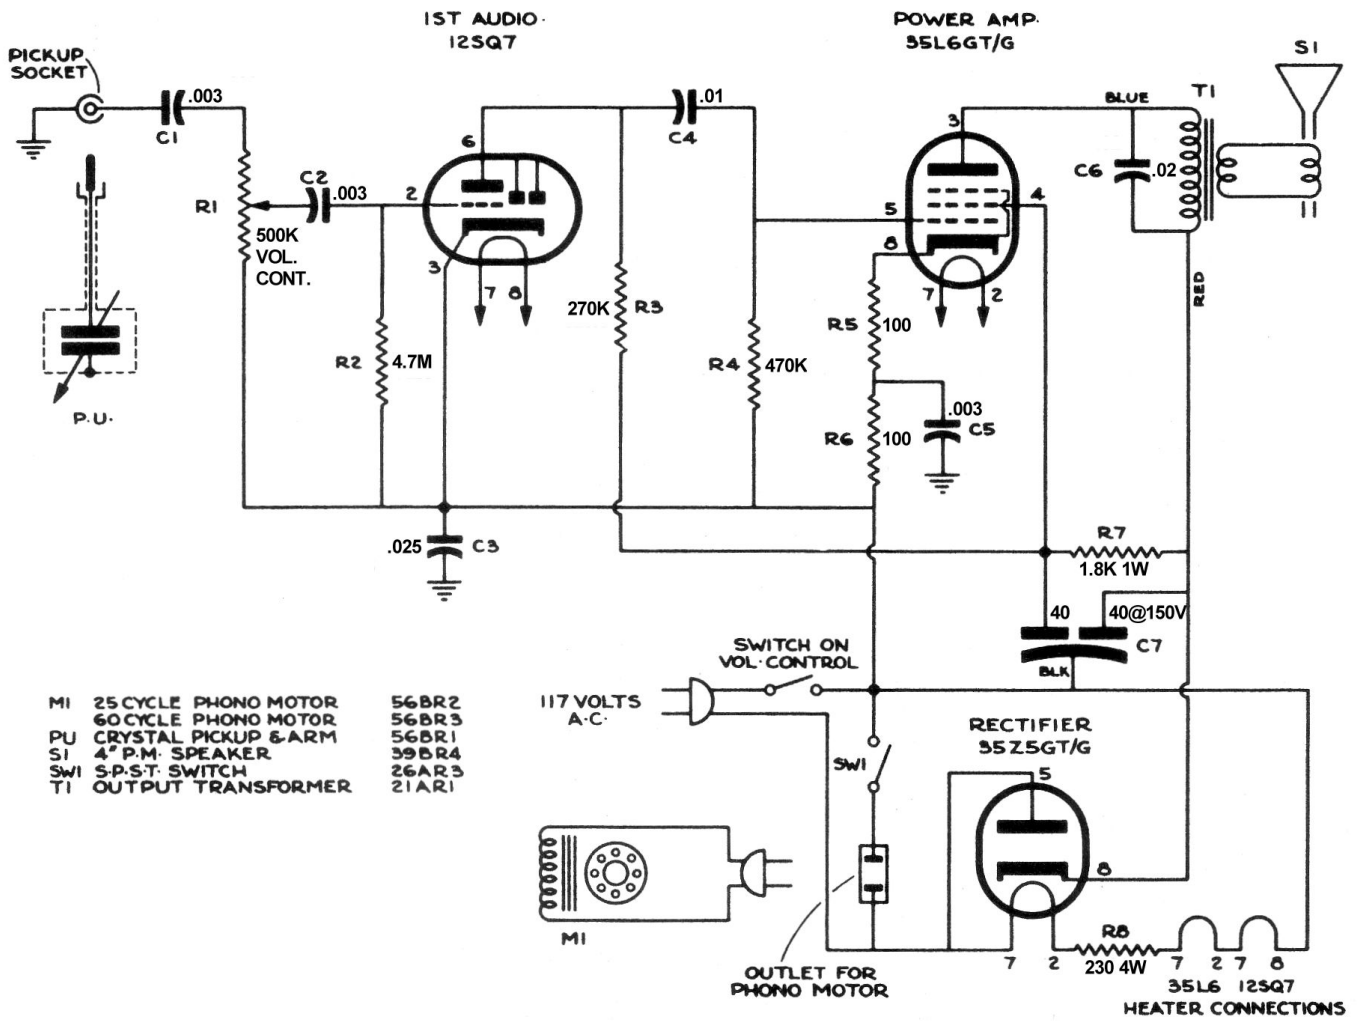 1ST AUDIO.
12SQ7
POWER AMP.
35L6GT/G
S1
PICKUP
SOCKET
.003
C1
.01
C4
6
3
BLUE
T1
C2
.003
2
R1
500K
VOL.
CONT.
3
7 8
5
8
4
7
2
C6
.02
RED
270K
R3
R2
4.7M
R4
470K
R5
100
R6
100
.003
C5
P.U.
.025
C3
R7
1.8K 1W
40
40@150V
C7
BLK
SWITCH ON
VOL. CONTROL
117 VOLTS
A.C.
M1 25 CYCLE PHONO MOTOR 56BR2
60 CYCLE PHONO MOTOR 56BR3
PU CRYSTAL PICKUP & ARM 56BR1
S1 4" P.M. SPEAKER 39BR4
SW1 S.P.S.T. SWITCH 26AR3
T1 OUTPUT TRANSFORMER 21AR1
RECTIFIER
35Z5GT/G
SW1
5
8
M1
R8
230 4W
7 2
7 2 7 8
35L6 12SQ7
HEATER CONNECTIONS
OUTLET FOR
PHONO MOTOR